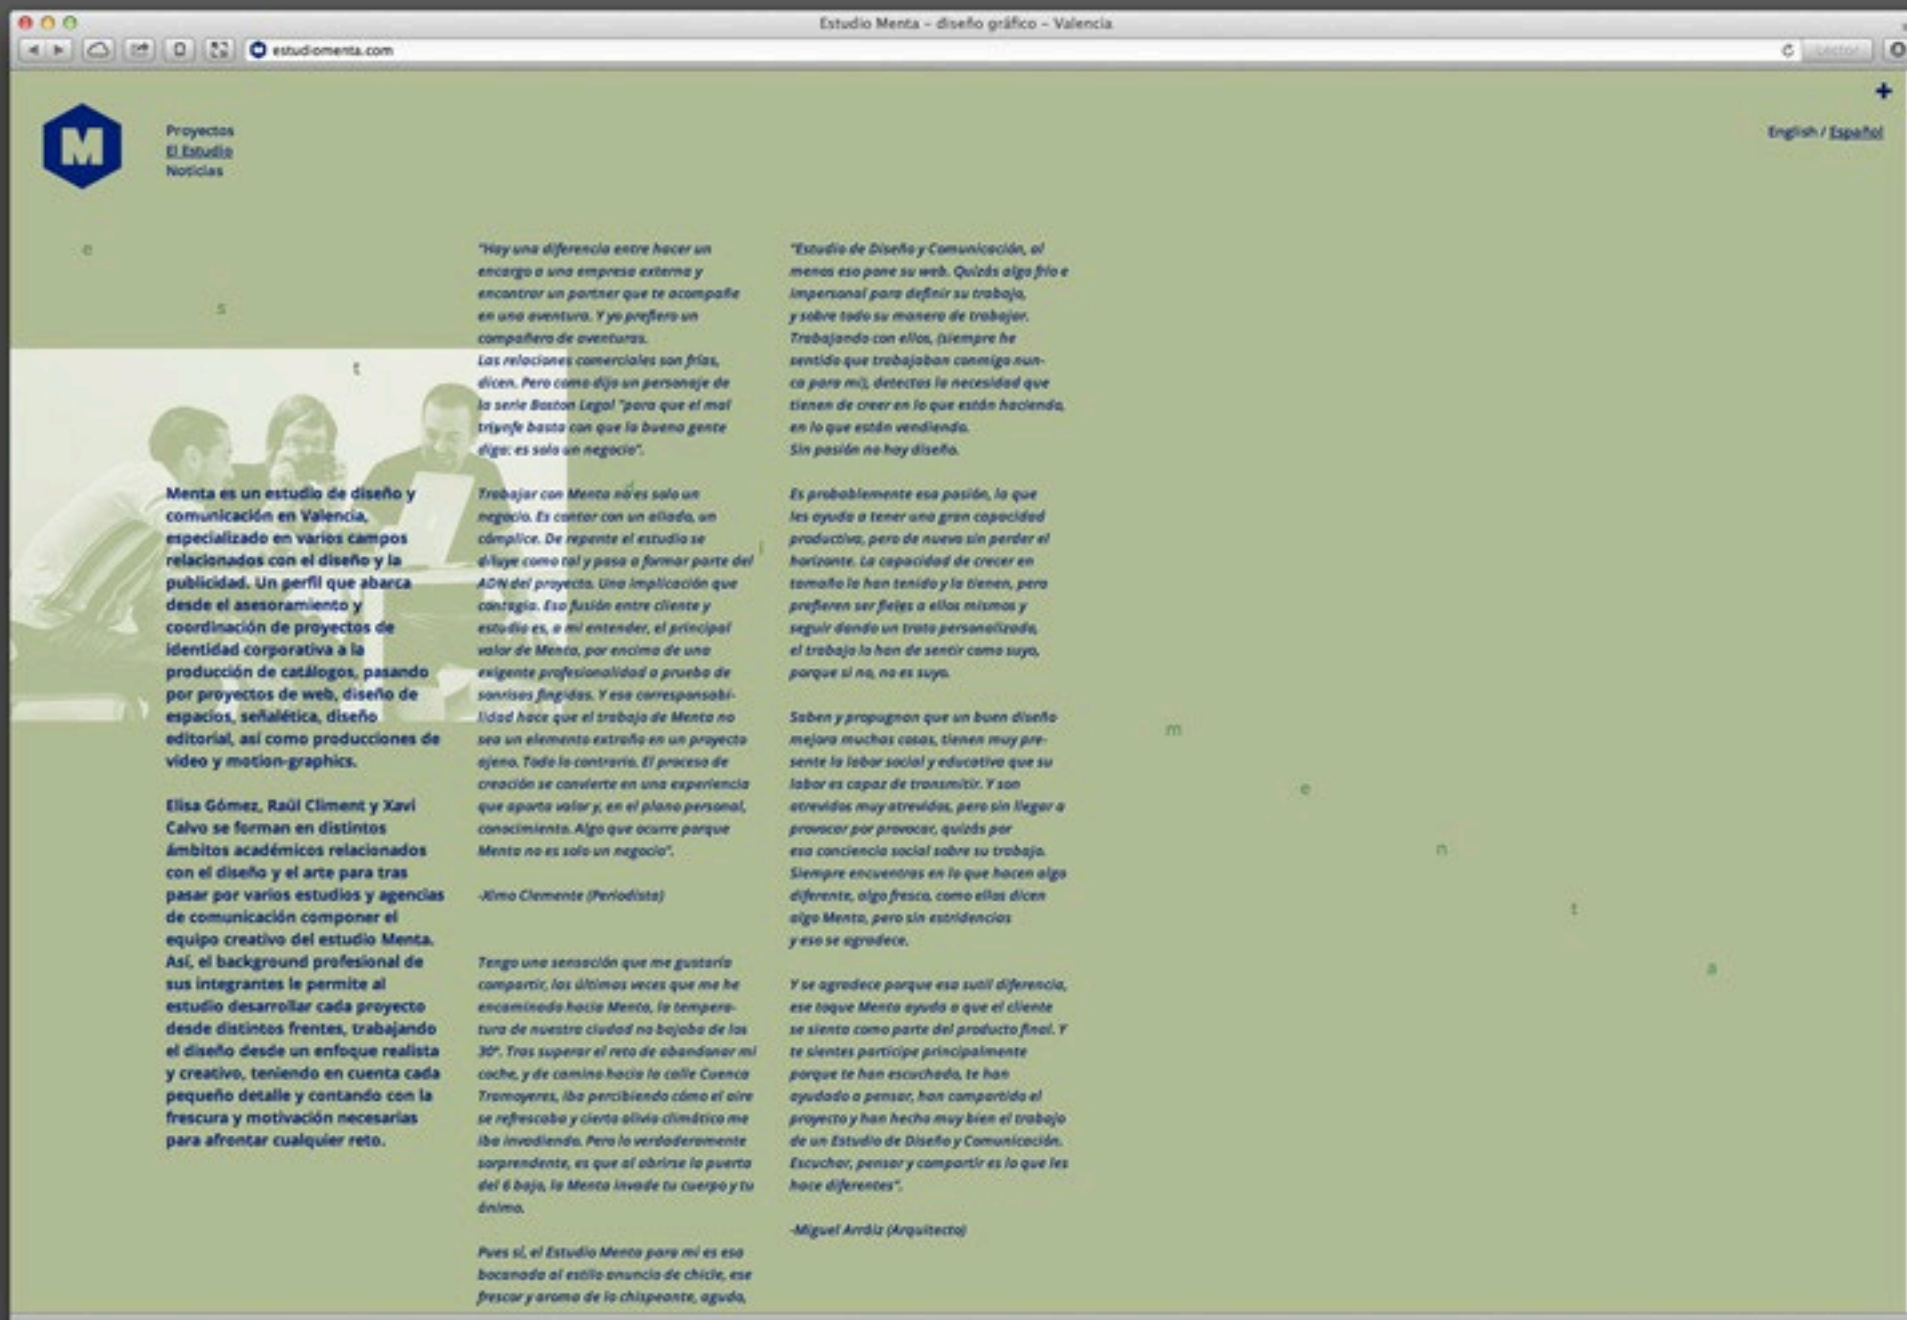 Estudio Menta – diseño gráfico – Valencia
estudiomenta.com
Lector
M
Proyectos
El Estudio
Noticias
English / Español
e
s
t
d
i
m
e
n
t
a
Menta es un estudio de diseño y
comunicación en Valencia,
especializado en varios campos
relacionados con el diseño y la
publicidad. Un perfil que abarca
desde el asesoramiento y
coordinación de proyectos de
identidad corporativa a la
producción de catálogos, pasando
por proyectos de web, diseño de
espacios, señalética, diseño
editorial, así como producciones de
video y motion-graphics.
Elisa Gómez, Raül Climent y Xavi
Calvo se forman en distintos
ámbitos académicos relacionados
con el diseño y el arte para tras
pasar por varios estudios y agencias
de comunicación componer el
equipo creativo del estudio Menta.
Así, el background profesional de
sus integrantes le permite al
estudio desarrollar cada proyecto
desde distintos frentes, trabajando
el diseño desde un enfoque realista
y creativo, teniendo en cuenta cada
pequeño detalle y contando con la
frescura y motivación necesarias
para afrontar cualquier reto.
"Hay una diferencia entre hacer un
encargo a una empresa externa y
encontrar un partner que te acompañe
en una aventura. Y yo prefiero un
compañero de aventuras.
Las relaciones comerciales son frías,
dicen. Pero como dijo un personaje de
la serie Boston Legal "para que el mal
triunfe basta con que la buena gente
diga: es solo un negocio".
Trabajar con Menta no es solo un
negocio. Es contar con un aliado, un
cómplice. De repente el estudio se
diluye como tal y pasa a formar parte del
ADN del proyecto. Una implicación que
contagia. Esa fusión entre cliente y
estudio es, a mi entender, el principal
valor de Menta, por encima de una
exigente profesionalidad a prueba de
sonrisas fingidas. Y esa corresponsabi-
lidad hace que el trabajo de Menta no
sea un elemento extraño en un proyecto
ajeno. Todo lo contrario. El proceso de
creación se convierte en una experiencia
que aporta valor y, en el plano personal,
conocimiento. Algo que ocurre porque
Menta no es solo un negocio".
-Ximo Clemente (Periodista)
Tengo una sensación que me gustaría
compartir, las últimas veces que me he
encaminado hacia Menta, la tempera-
tura de nuestra ciudad no bajaba de los
30º. Tras superar el reto de abandonar mi
coche, y de camino hacia la calle Cuenca
Tramoyeres, iba percibiendo cómo el aire
se refrescaba y cierto alivio climático me
iba invadiendo. Pero lo verdaderamente
sorprendente, es que al abrirse la puerta
del 6 bajo, la Menta invade tu cuerpo y tu
ánimo.
Pues sí, el Estudio Menta para mi es esa
bocanada al estilo anuncio de chicle, ese
frescor y aroma de lo chispeante, agudo,
"Estudio de Diseño y Comunicación, al
menos eso pone su web. Quizás algo frío e
impersonal para definir su trabajo,
y sobre todo su manera de trabajar.
Trabajando con ellos, (siempre he
sentido que trabajaban conmigo nun-
ca para mi), detectas la necesidad que
tienen de creer en lo que están haciendo,
en lo que están vendiendo.
Sin pasión no hay diseño.
Es probablemente esa pasión, la que
les ayuda a tener una gran capacidad
productiva, pero de nuevo sin perder el
horizonte. La capacidad de crecer en
tamaño la han tenido y la tienen, pero
prefieren ser fieles a ellos mismos y
seguir dando un trato personalizado,
el trabajo lo han de sentir como suyo,
porque si no, no es suyo.
Saben y propugnan que un buen diseño
mejora muchas cosas, tienen muy pre-
sente la labor social y educativa que su
labor es capaz de transmitir. Y son
atrevidos muy atrevidos, pero sin llegar a
provocar por provocar, quizás por
esa conciencia social sobre su trabajo.
Siempre encuentras en lo que hacen algo
diferente, algo fresco, como ellos dicen
algo Menta, pero sin estridencias
y eso se agradece.
Y se agradece porque esa sutil diferencia,
ese toque Menta ayuda a que el cliente
se sienta como parte del producto final. Y
te sientes partícipe principalmente
porque te han escuchado, te han
ayudado a pensar, han compartido el
proyecto y han hecho muy bien el trabajo
de un Estudio de Diseño y Comunicación.
Escuchar, pensar y compartir es lo que les
hace diferentes".
-Miguel Arráiz (Arquitecto)